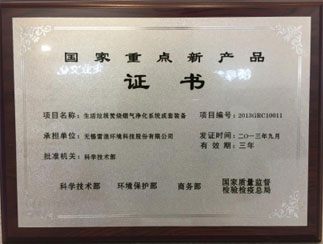 国家重点新产品
证书
项目名称：生活垃圾焚烧烟气净化系统成套装备 项目编号：2013GKC10011
承担单位：无锡雪浪环境科技股份有限公司 发证时间：二〇一三年九月
批准机关：科学技术部 有效期：三年
科学技术部 环境保护部 商务部 国家质量监督检验检疫总局